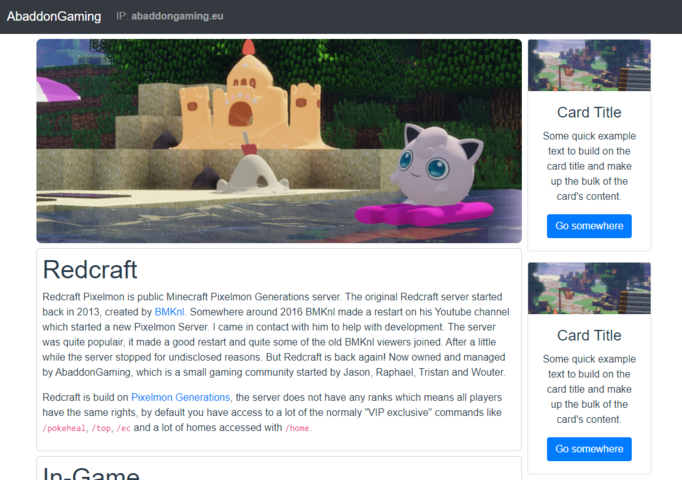 AbaddonGaming IP: abaddongaming.eu
Redcraft
Redcraft Pixelmon is public Minecraft Pixelmon Generations server. The original Redcraft server started
back in 2013, created by BMKnl. Somewhere around 2016 BMKnl made a restart on his Youtube channel
which started a new Pixelmon Server. I came in contact with him to help with development. The server
was quite populair, it made a good restart and quite some of the old BMKnl viewers joined. After a little
while the server stopped for undisclosed reasons. But Redcraft is back again! Now owned and managed
by AbaddonGaming, which is a small gaming community started by Jason, Raphael, Tristan and Wouter.
Redcraft is build on Pixelmon Generations, the server does not have any ranks which means all players
have the same rights, by default you have access to a lot of the normaly "VIP exclusive" commands like
/pokeheal, /top, /ec and a lot of homes accessed with /home.
In-Game
Card Title
Some quick example
text to build on the
card title and make
up the bulk of the
card's content.
Go somewhere
Card Title
Some quick example
text to build on the
card title and make
up the bulk of the
card's content.
Go somewhere